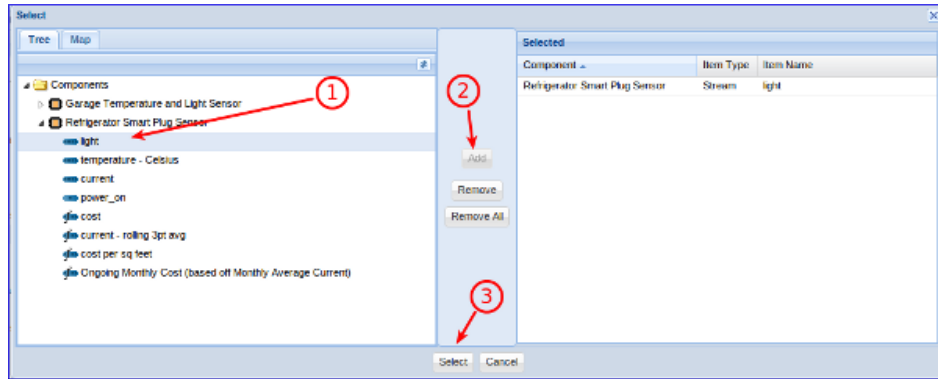 Select
Tree Map
Selected
Component Item Type Item Name
Components
Refrigerator Smart Plug Sensor Stream light
1
2
Garage Temperature and Light Sensor
Refrigerator Smart Plug Sensor
light
temperature - Celsius
Add
current
Remove
power_on
cost
Remove All
current - rolling 3pt avg
cost per sq feet
Ongoing Monthly Cost (based off Monthly Average Current)
3
Select Cancel